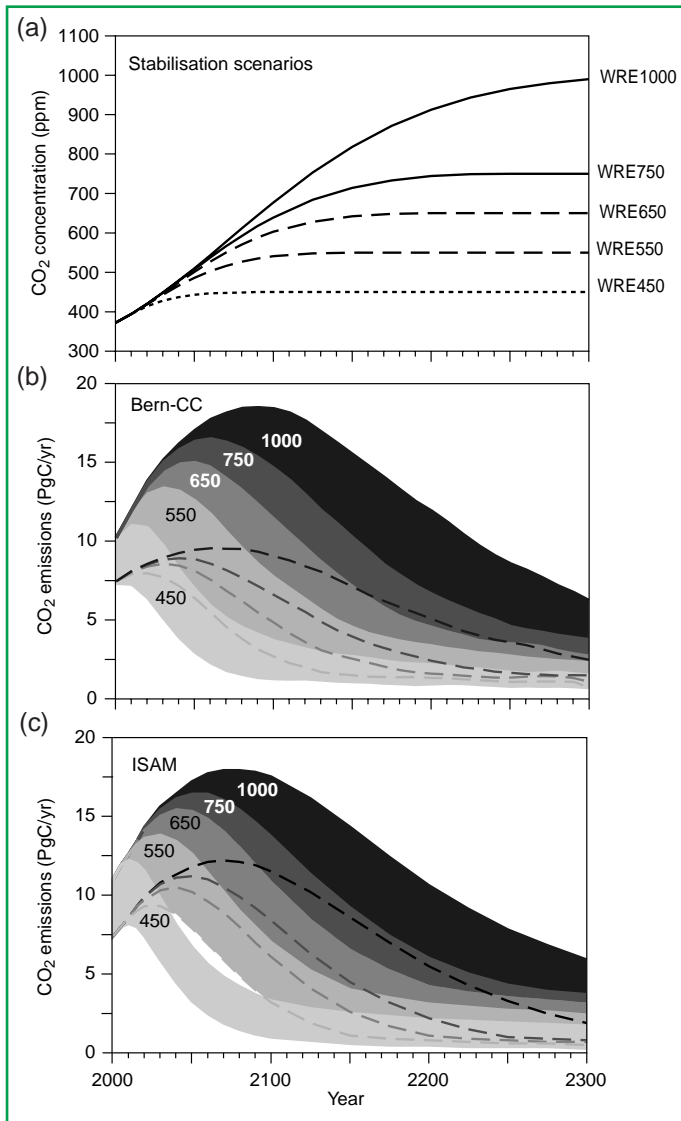 (a)
1100
1000
900
800
700
600
500
400
300
CO2 concentration (ppm)
Stabilisation scenarios
WRE1000
WRE750
WRE650
WRE550
WRE450
(b)
20
15
10
5
0
CO2 emissions (PgC/yr)
Bern-CC
1000
750
650
550
450
(c)
20
15
10
5
0
CO2 emissions (PgC/yr)
ISAM
1000
750
650
550
450
2000
2100
2200
2300
Year